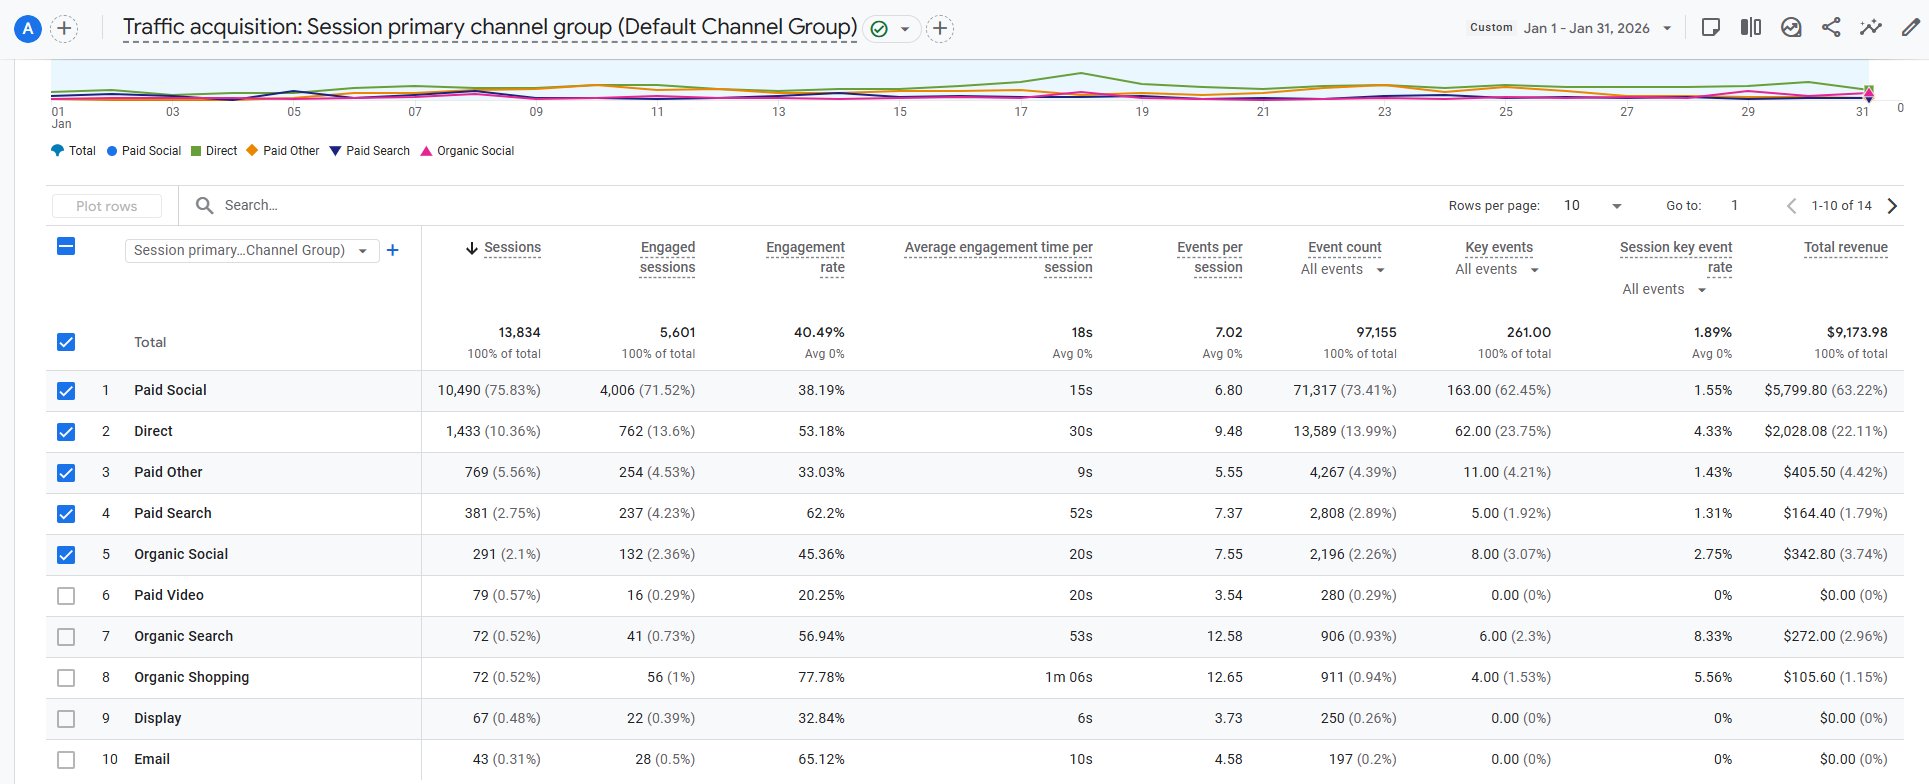 A
Traffic acquisition: Session primary channel group (Default Channel Group)
Custom Jan 1 - Jan 31, 2026
01 03 05 07 09 11 13 15 17 19 21 23 25 27 29 31 0
Jan
Total Paid Social Direct Paid Other Paid Search Organic Social
Plot rows Search... Rows per page: 10 Go to: 1 1-10 of 14
Session primary...Channel Group) + Sessions Engaged Engagement Average engagement time per Events per Event count Key events Session key event Total revenue
sessions rate session session All events All events rate
All events
13,834 5,601 40.49% 18s 7.02 97,155 261.00 1.89% $9,173.98
Total
100% of total 100% of total Avg 0% Avg 0% Avg 0% 100% of total 100% of total Avg 0% 100% of total
1 Paid Social 10,490 (75.83%) 4,006 (71.52%) 38.19% 15s 6.80 71,317 (73.41%) 163.00 (62.45%) 1.55% $5,799.80 (63.22%)
2 Direct 1,433 (10.36%) 762 (13.6%) 53.18% 30s 9.48 13,589 (13.99%) 62.00 (23.75%) 4.33% $2,028.08 (22.11%)
3 Paid Other 769 (5.56%) 254 (4.53%) 33.03% 9s 5.55 4,267 (4.39%) 11.00 (4.21%) 1.43% $405.50 (4.42%)
4 Paid Search 381 (2.75%) 237 (4.23%) 62.2% 52s 7.37 2,808 (2.89%) 5.00 (1.92%) 1.31% $164.40 (1.79%)
5 Organic Social 291 (2.1%) 132 (2.36%) 45.36% 20s 7.55 2,196 (2.26%) 8.00 (3.07%) 2.75% $342.80 (3.74%)
6 Paid Video 79 (0.57%) 16 (0.29%) 20.25% 20s 3.54 280 (0.29%) 0.00 (0%) 0% $0.00 (0%)
7 Organic Search 72 (0.52%) 41 (0.73%) 56.94% 53s 12.58 906 (0.93%) 6.00 (2.3%) 8.33% $272.00 (2.96%)
8 Organic Shopping 72 (0.52%) 56 (1%) 77.78% 1m 06s 12.65 911 (0.94%) 4.00 (1.53%) 5.56% $105.60 (1.15%)
9 Display 67 (0.48%) 22 (0.39%) 32.84% 6s 3.73 250 (0.26%) 0.00 (0%) 0% $0.00 (0%)
10 Email 43 (0.31%) 28 (0.5%) 65.12% 10s 4.58 197 (0.2%) 0.00 (0%) 0% $0.00 (0%)